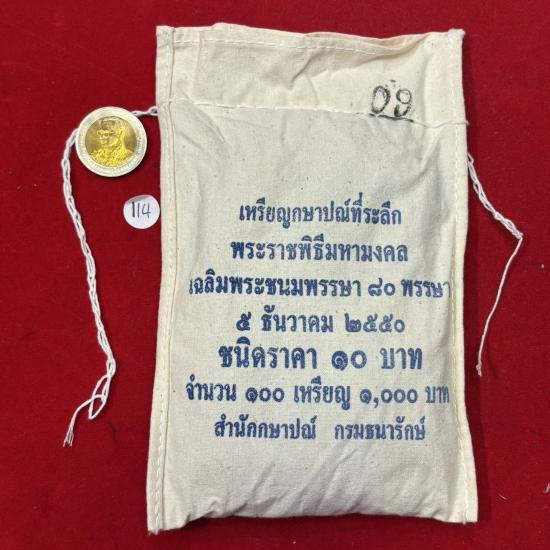 09
114
เหรียญกษาปณ์ที่ระลึก
พระราชพิธีมหามงคล
เฉลิมพระชนมพรรษา ๘๐ พรรษา
๕ ธันวาคม ๒๕๕๐
ชนิดราคา ๑๐ บาท
จำนวน ๑๐๐ เหรียญ ๑,๐๐๐ บาท
สำนักกษาปณ์ กรมธนารักษ์